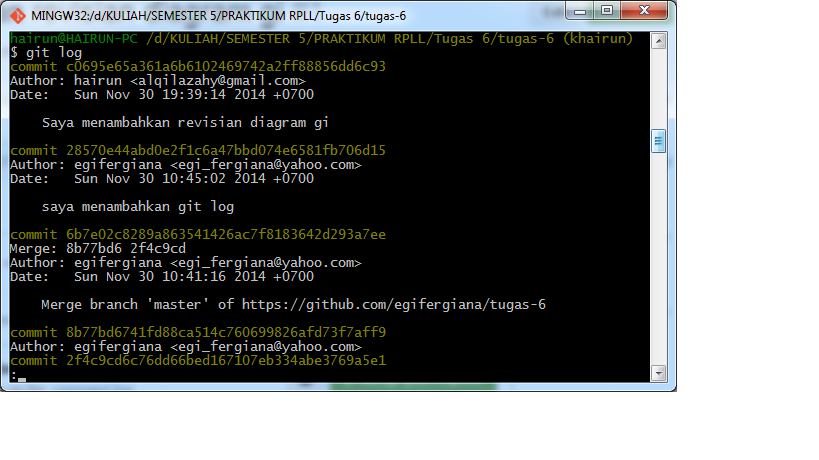 MINGW32:/d/KULIAH/SEMESTER 5/PRAKTIKUM RPLL/Tugas 6/tugas-6
hairun@HAIRUN-PC /d/KULIAH/SEMESTER 5/PRAKTIKUM RPLL/Tugas 6/tugas-6 (khairun)
$ git log
commit c0695e65a361a6b6102469742a2ff88856dd6c93
Author: hairun <alqilazahy@gmail.com>
Date:   Sun Nov 30 19:39:14 2014 +0700
Saya menambahkan revisian diagram gi
commit 28570e44abd0e2f1c6a47bbd074e6581fb706d15
Author: egifergiana <egi_fergiana@yahoo.com>
Date:   Sun Nov 30 10:45:02 2014 +0700
saya menambahkan git log
commit 6b7e02c8289a863541426ac7f8183642d293a7ee
Merge: 8b77bd6 2f4c9cd
Author: egifergiana <egi_fergiana@yahoo.com>
Date:   Sun Nov 30 10:41:16 2014 +0700
Merge branch 'master' of https://github.com/egifergiana/tugas-6
commit 8b77bd6741fd88ca514c760699826afd73f7aff9
Author: egifergiana <egi_fergiana@yahoo.com>
commit 2f4c9cd6c76dd66bed167107eb334abe3769a5e1
: